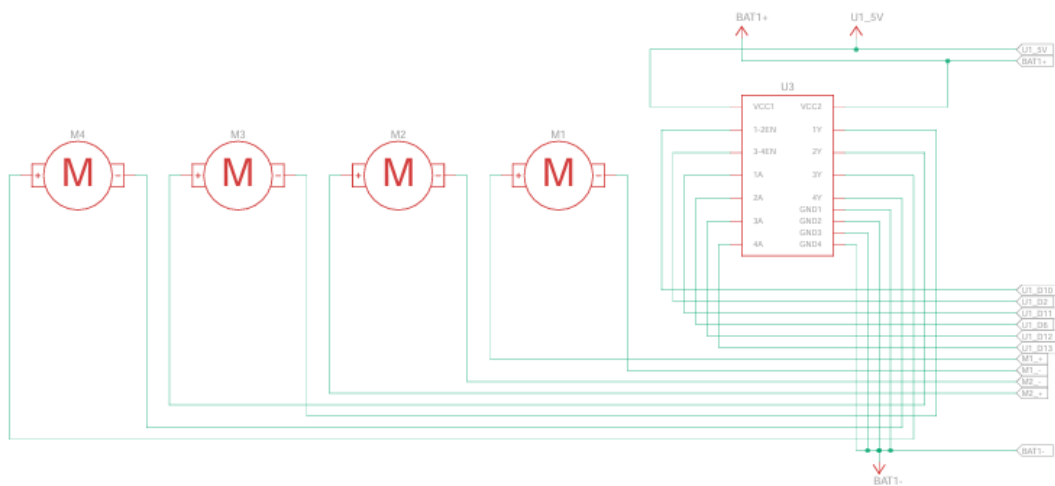 BAT1+ U1_5V
U1_5V
BAT1+
U3
VCC1 VCC2
M4 M3 M2 M1
1-2EN 1Y
3-4EN 2Y
+ M - + M - + M - + M -
1A 3Y
2A 4Y
GND1
3A GND2
GND3
4A GND4
U1_D10
U1_D2
U1_D11
U1_D6
U1_D12
U1_D13
M1_+
M1_-
M2_-
M2_+
BAT1-
BAT1-